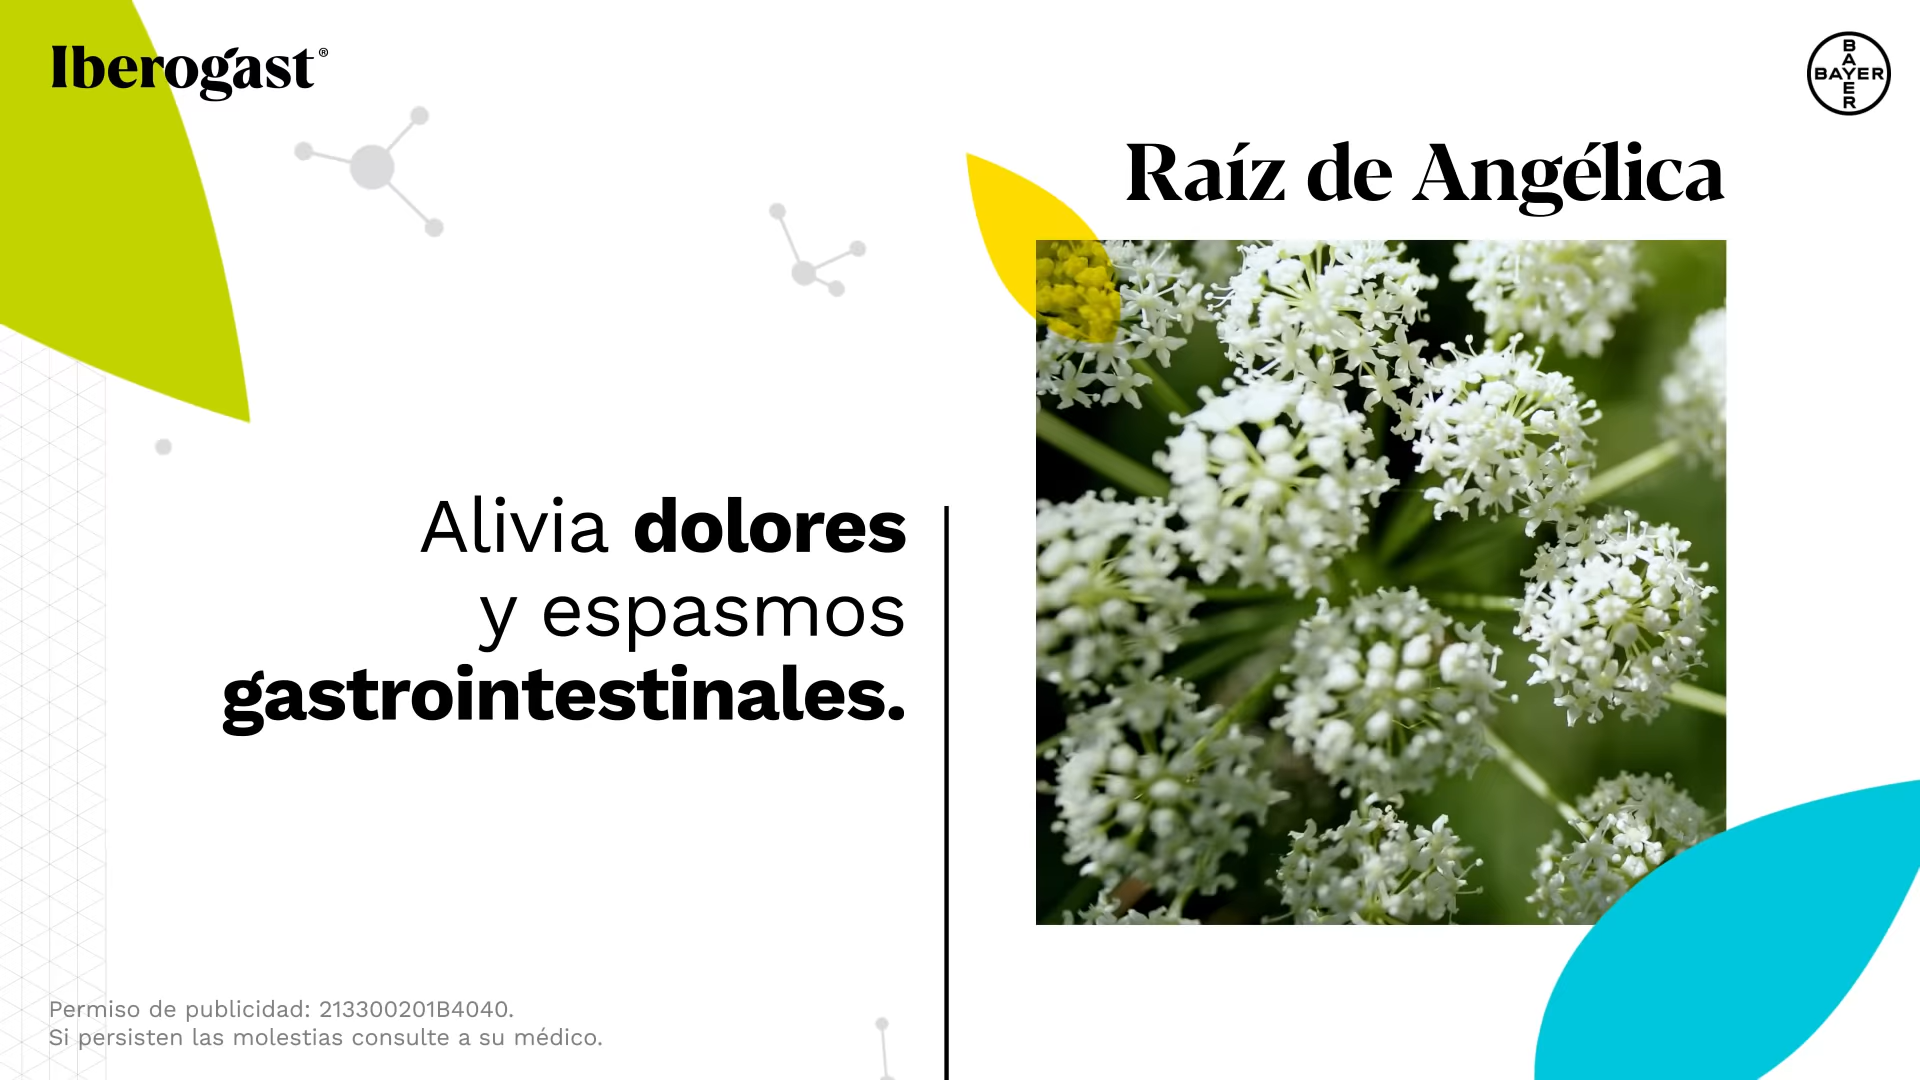 Iberogast®
BAYER
BAYER
Raíz de Angélica
Alivia dolores
y espasmos
gastrointestinales.
Permiso de publicidad: 213300201B4040.
Si persisten las molestias consulte a su médico.